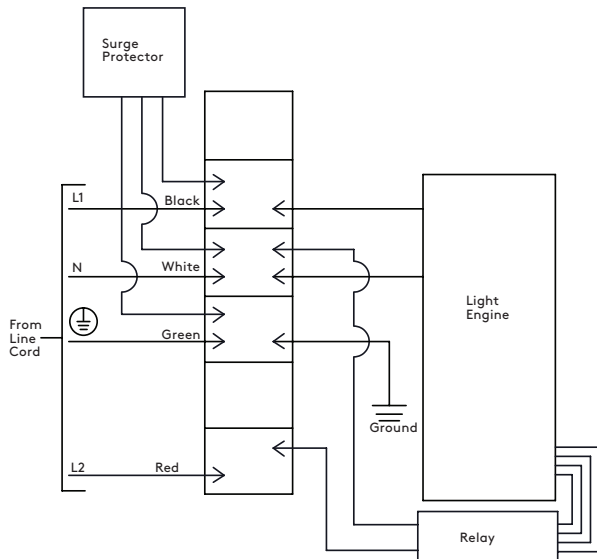 Surge
Protector
L1
Black
N
White
From
Line
Cord
Green
Light
Engine
Ground
L2
Red
Relay